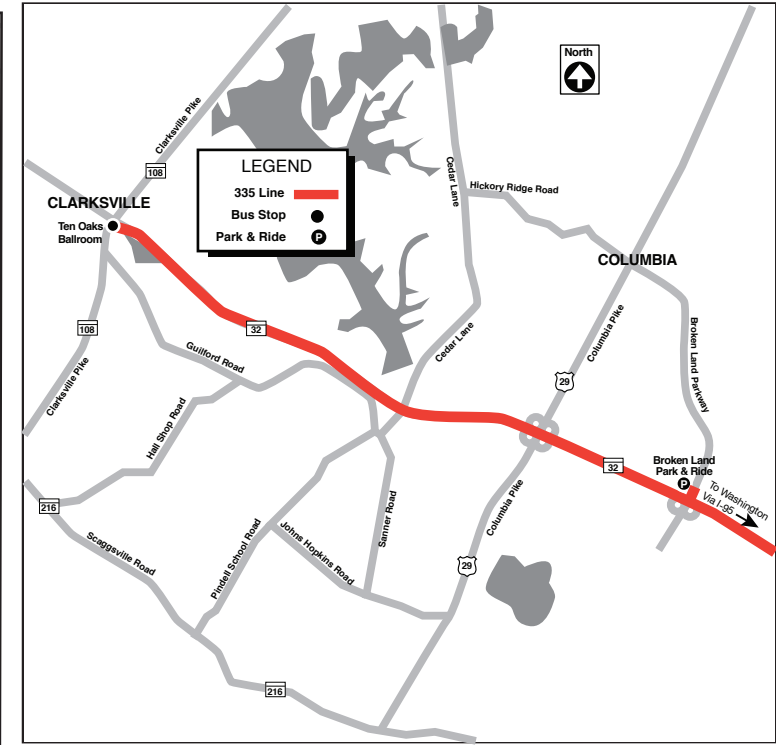 North
Clarksville Pike
108
LEGEND
335 Line
Bus Stop
Park & Ride
P
Cedar Lane
Hickory Ridge Road
CLARKSVILLE
Ten Oaks
Ballroom
COLUMBIA
108
Clarksville Pike
32
Guilford Road
Cedar Lane
Columbia Pike
29
Broken Land Parkway
Hall Shop Road
32
Broken Land
Park & Ride
P
To Washington
Via I-95
216
Scaggsville Road
Pindell School Road
Johns Hopkins Road
Sanner Road
Columbia Pike
29
216